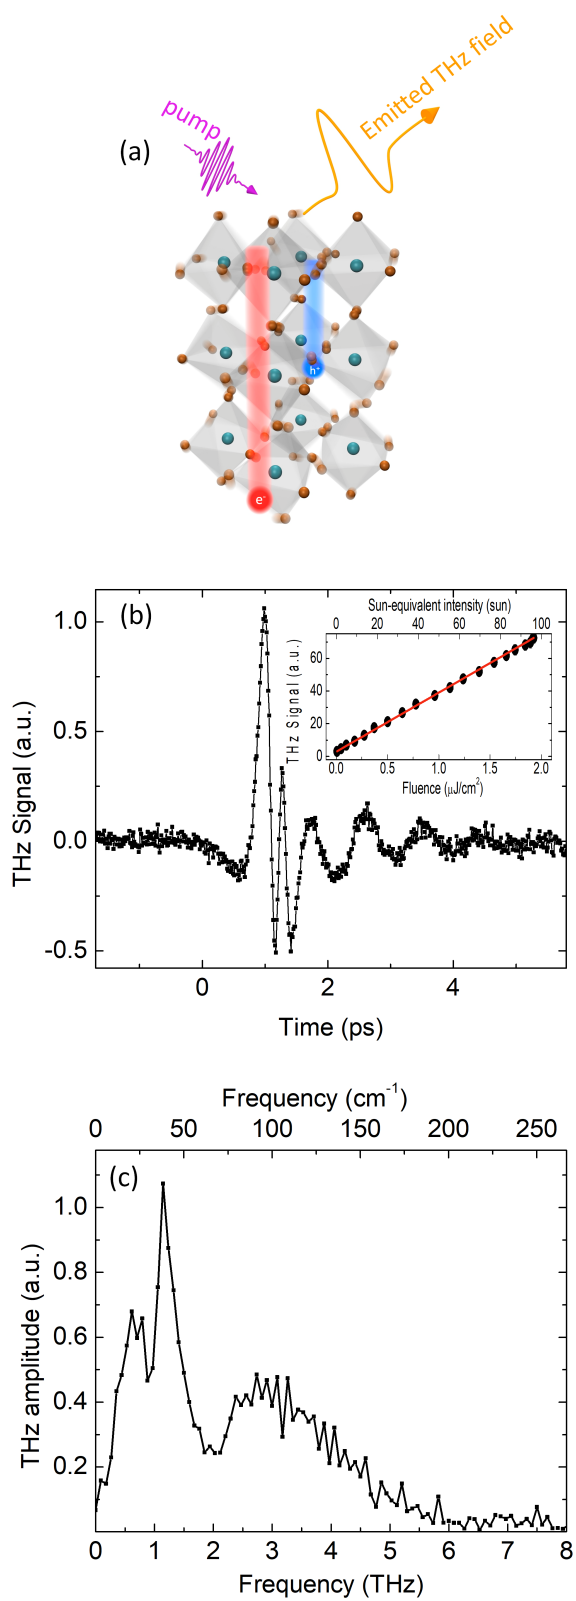 Emitted THz field
pump
(a)
h+
e-
(b)
Sun-equivalent intensity (sun)
0 20 40 60 80 100
THz Signal (a.u.)
60
40
20
0
0.0 0.5 1.0 1.5 2.0
Fluence (μJ/cm²)
THz Signal (a.u.)
1.0
0.5
0.0
-0.5
0 2 4
Time (ps)
Frequency (cm⁻¹)
0 50 100 150 200 250
(c)
THz amplitude (a.u.)
1.0
0.8
0.6
0.4
0.2
0 1 2 3 4 5 6 7 8
Frequency (THz)